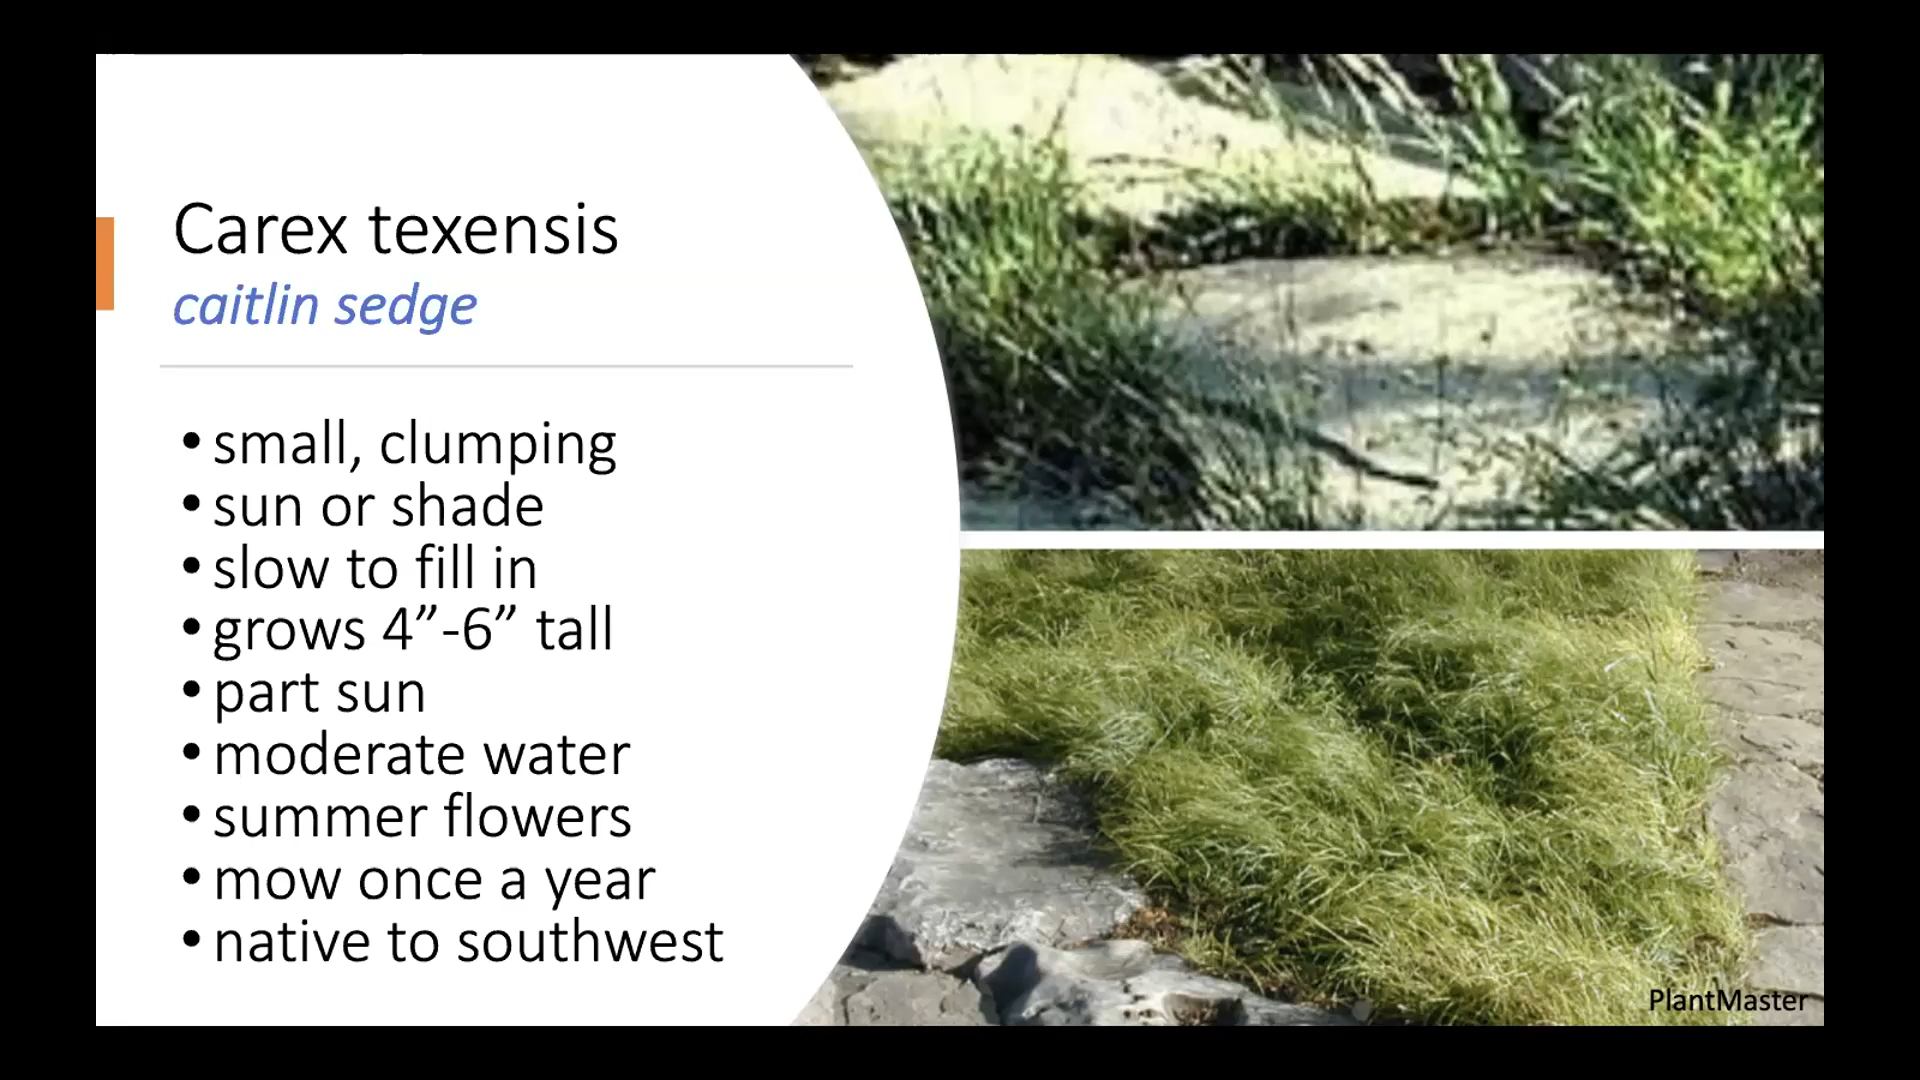 Carex texensis
caitlin sedge
• small, clumping
• sun or shade
• slow to fill in
• grows 4”-6” tall
• part sun
• moderate water
• summer flowers
• mow once a year
• native to southwest
PlantMaster